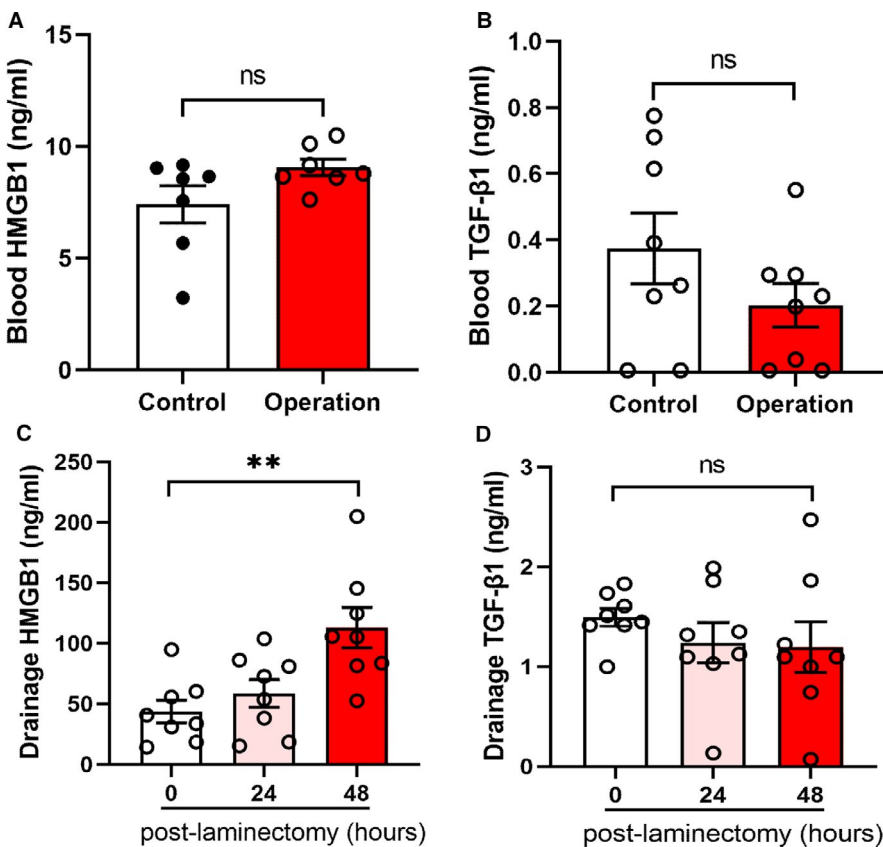 A
Blood HMGB1 (ng/ml)
15
10
5
0
ns
Control Operation
B
Blood TGF-β1 (ng/ml)
1.0
0.8
0.6
0.4
0.2
0.0
ns
Control Operation
C
Drainage HMGB1 (ng/ml)
250
200
150
100
50
0
**
0 24 48
post-laminectomy (hours)
D
Drainage TGF-β1 (ng/ml)
3
2
1
0
ns
0 24 48
post-laminectomy (hours)